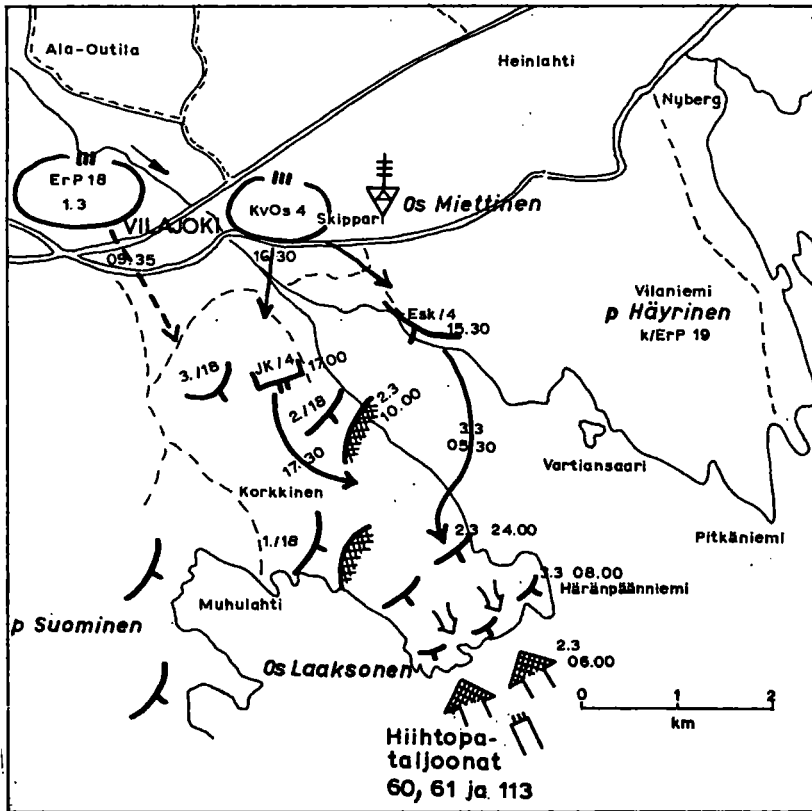 Ala-Outila
Heinlahti
Nyberg
ErP 18
1.3
KvOs 4
Skippari
Os Miettinen
VILAJOKI
09.35
16.30
Vilaniemi
p Häyrinen
k/ErP 19
Esk/4
15.30
3./18
JK/4
17.00
2./18
2.3
10.00
17.30
3.3
05.30
Vartiansaari
Korkkinen
Pitkäniemi
1./18
2.3 24.00
3.3 08.00
Häränpäänniemi
Muhulahti
p Suominen
Os Laaksonen
2.3
06.00
0 1 2
km
Hiihtopa-
taljoonat
60, 61 ja 113